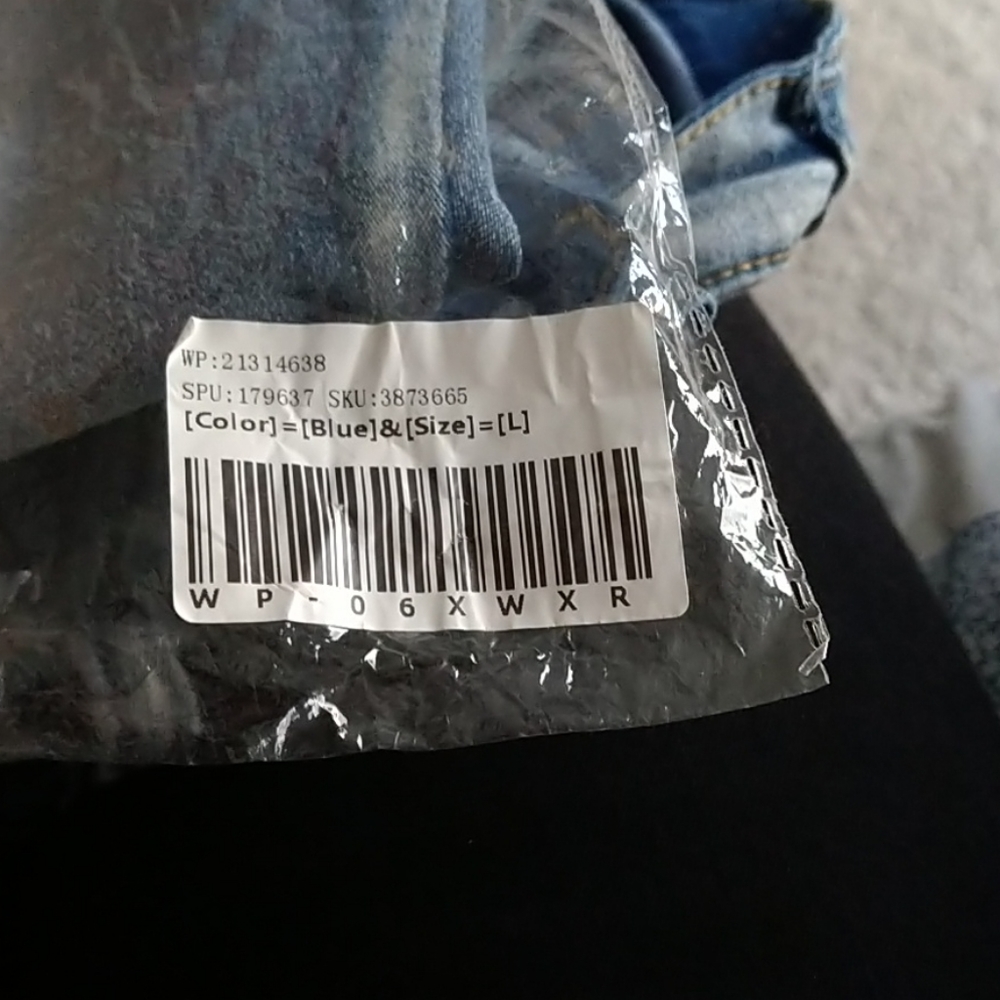 WP:21314638
SPU:179637 SKU:3873665
[Color]=[Blue]&[Size]=[L]
WP-06XWXR